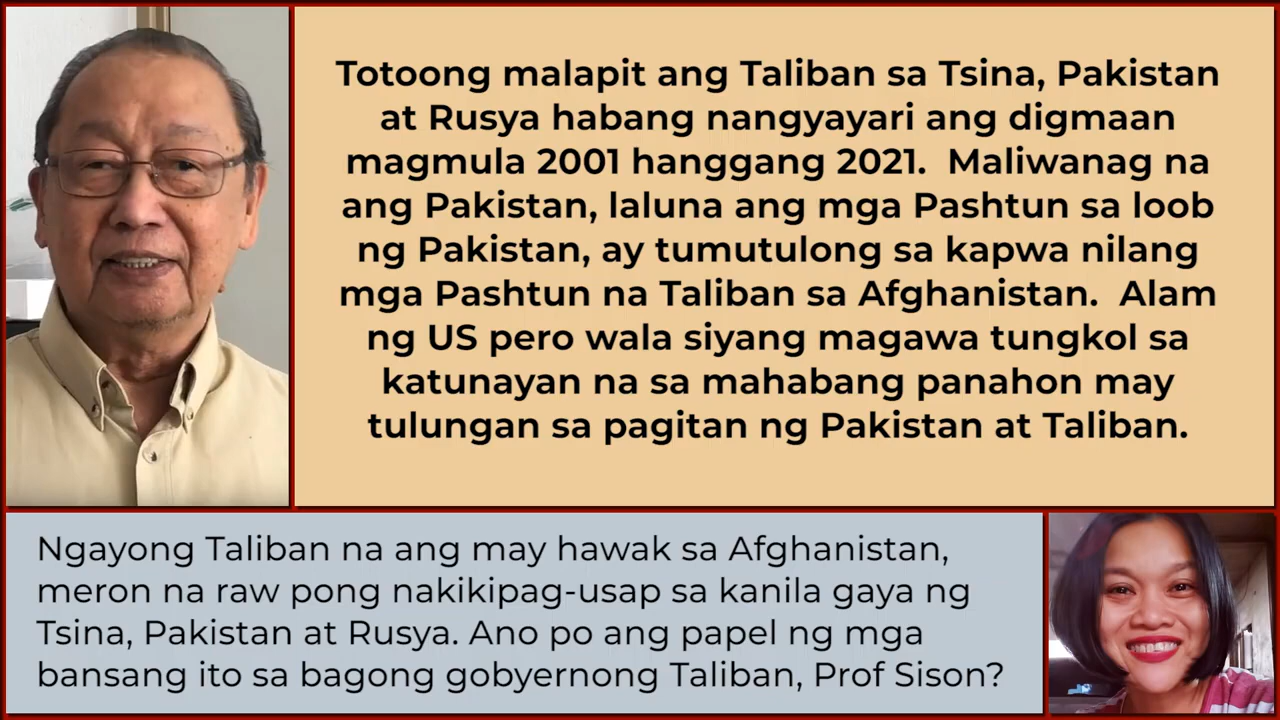 Totoong malapit ang Taliban sa Tsina, Pakistan
at Rusya habang nangyayari ang digmaan
magmula 2001 hanggang 2021.  Maliwanag na
ang Pakistan, laluna ang mga Pashtun sa loob
ng Pakistan, ay tumutulong sa kapwa nilang
mga Pashtun na Taliban sa Afghanistan.  Alam
ng US pero wala siyang magawa tungkol sa
katunayan na sa mahabang panahon may
tulungan sa pagitan ng Pakistan at Taliban.
Ngayong Taliban na ang may hawak sa Afghanistan,
meron na raw pong nakikipag-usap sa kanila gaya ng
Tsina, Pakistan at Rusya. Ano po ang papel ng mga
bansang ito sa bagong gobyernong Taliban, Prof Sison?